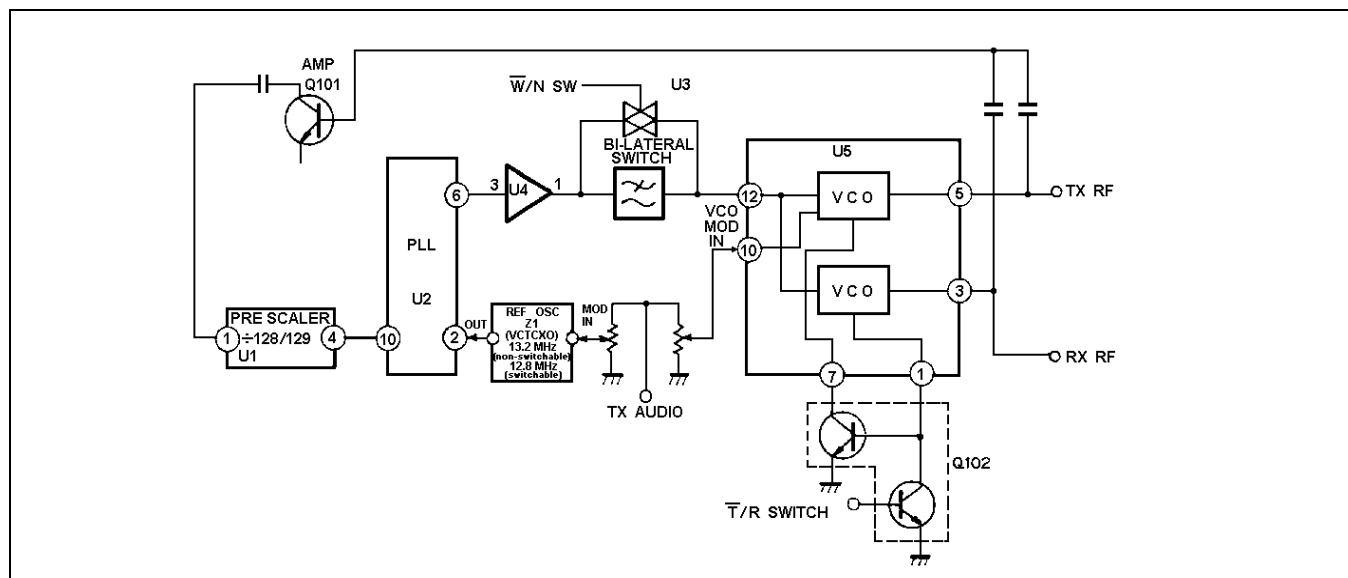 AMP
Q101
W̅/N SW
U3
BI-LATERAL
SWITCH
U5
3
U4
1
6
12
VCO
5
TX RF
PLL
VCO
MOD
IN
10
U2
VCO
3
PRE SCALER
1
÷128/129
4
U1
10
2
OUT
REF OSC
Z1
(VCTCXO)
13.2 MHz
(non-switchable)
12.8 MHz
(switchable)
MOD
IN
RX RF
7
1
TX AUDIO
Q102
T̅/R SWITCH